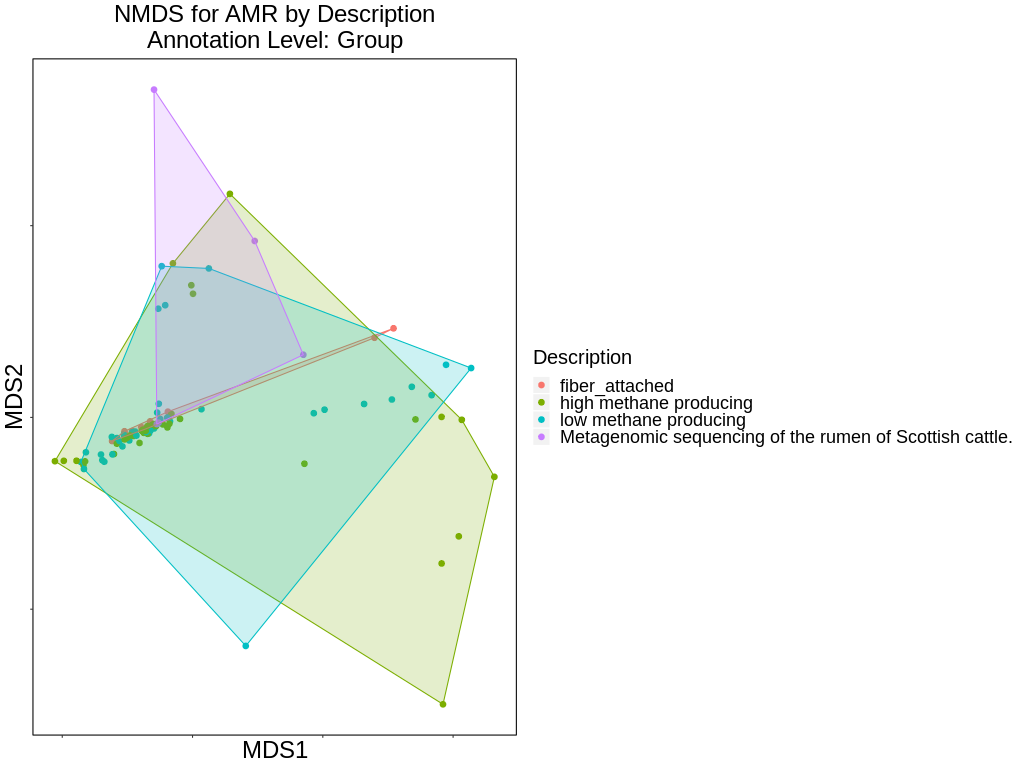 NMDS for AMR by Description
Annotation Level: Group
MDS2
MDS1
Description
fiber_attached
high methane producing
low methane producing
Metagenomic sequencing of the rumen of Scottish cattle.